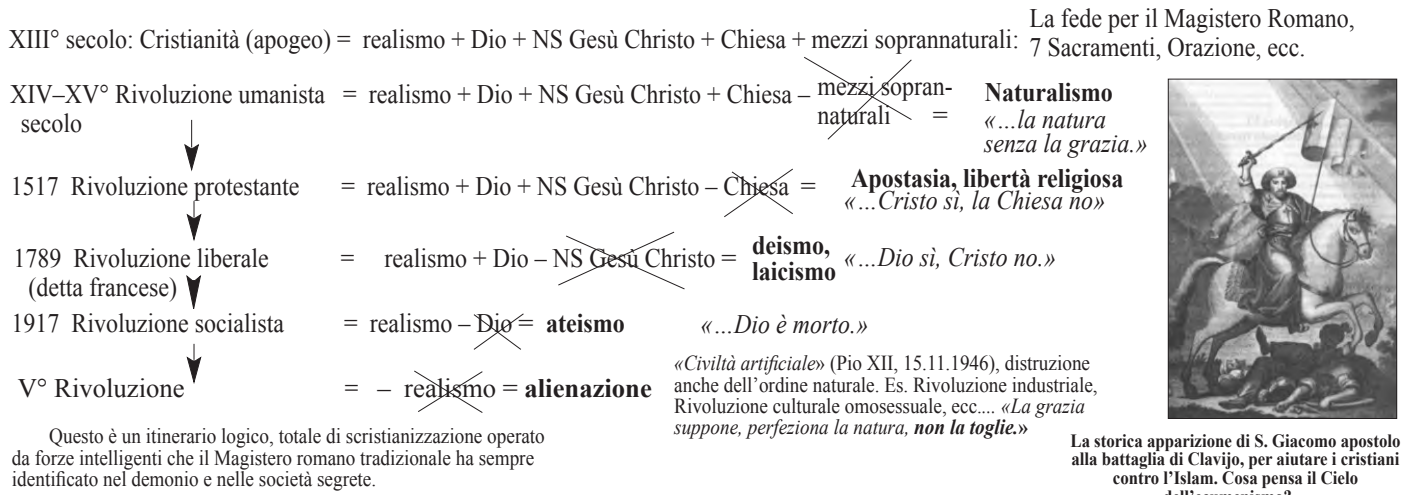 XIII° secolo: Cristianità (apogeo) = realismo + Dio + NS Gesù Christo + Chiesa + mezzi soprannaturali: La fede per il Magistero Romano,
7 Sacramenti, Orazione, ecc.
XIV–XV° Rivoluzione umanista = realismo + Dio + NS Gesù Christo + Chiesa – mezzi sopran-
secolo
naturali = Naturalismo
«…la natura
senza la grazia.»
1517 Rivoluzione protestante = realismo + Dio + NS Gesù Christo – Chiesa = Apostasia, libertà religiosa
«…Cristo sì, la Chiesa no»
1789 Rivoluzione liberale = realismo + Dio – NS Gesù Christo = deismo,
laicismo «…Dio sì, Cristo no.»
(detta francese)
1917 Rivoluzione socialista = realismo – Dio = ateismo «…Dio è morto.»
V° Rivoluzione = – realismo = alienazione
«Civiltà artificiale» (Pio XII, 15.11.1946), distruzione
anche dell'ordine naturale. Es. Rivoluzione industriale,
Rivoluzione culturale omosessuale, ecc.... «La grazia
suppone, perfeziona la natura, non la toglie.»
Questo è un itinerario logico, totale di scristianizzazione operato
da forze intelligenti che il Magistero romano tradizionale ha sempre
identificato nel demonio e nelle società segrete.
La storica apparizione di S. Giacomo apostolo
alla battaglia di Clavijo, per aiutare i cristiani
contro l'Islam. Cosa pensa il Cielo